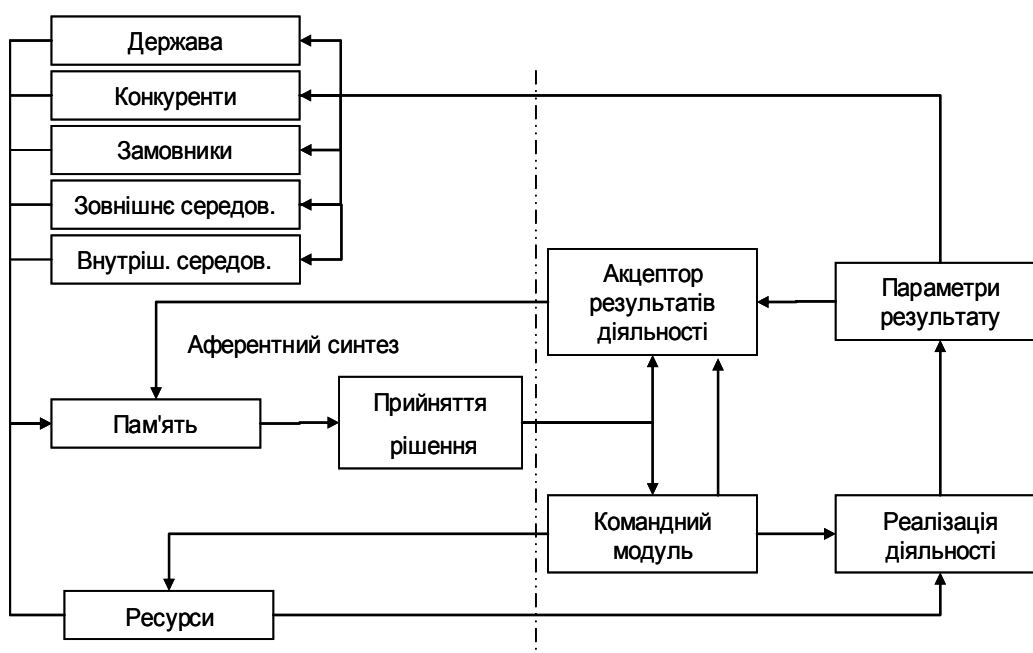 Держава
Конкуренти
Замовники
Зовнішнє середов.
Внутріш. середов.
Акцептор
результатів
діяльності
Параметри
результату
Аферентний синтез
Пам'ять
Прийняття
рішення
Командний
модуль
Реалізація
діяльності
Ресурси